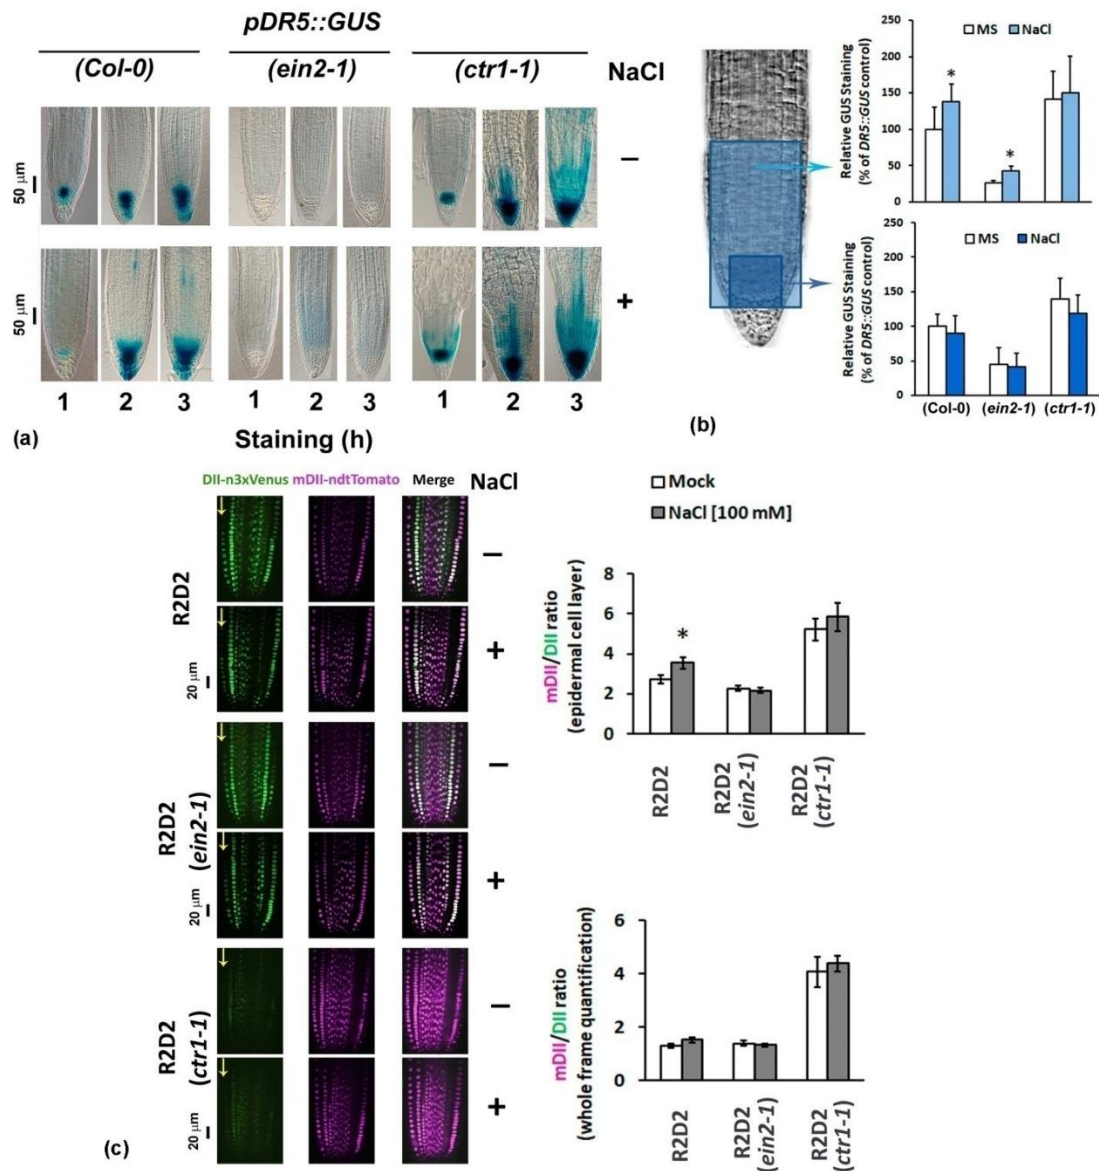 pDR5::GUS
(Col-0) (ein2-1) (ctr1-1) NaCl
50 µm
−
50 µm
+
1 2 3 1 2 3 1 2 3
Staining (h)
(a)
MS NaCl
Relative GUS Staining
(% of DR5::GUS control)
250
200
150
100
50
0
*
*
MS NaCl
Relative GUS Staining
(% of DR5::GUS control)
250
200
150
100
50
0
(Col-0) (ein2-1) (ctr1-1)
(b)
DII-n3xVenus mDII-ndtTomato Merge NaCl
R2D2
−
20 µm
+
R2D2
(ein2-1)
−
20 µm
+
R2D2
(ctr1-1)
−
20 µm
+
(c)
Mock
NaCl [100 mM]
mDII/DII ratio
(epidermal cell layer)
8
6
4
2
0
*
R2D2
R2D2
(ein2-1)
R2D2
(ctr1-1)
mDII/DII ratio
(whole frame quantification)
6
4
2
0
R2D2
R2D2
(ein2-1)
R2D2
(ctr1-1)